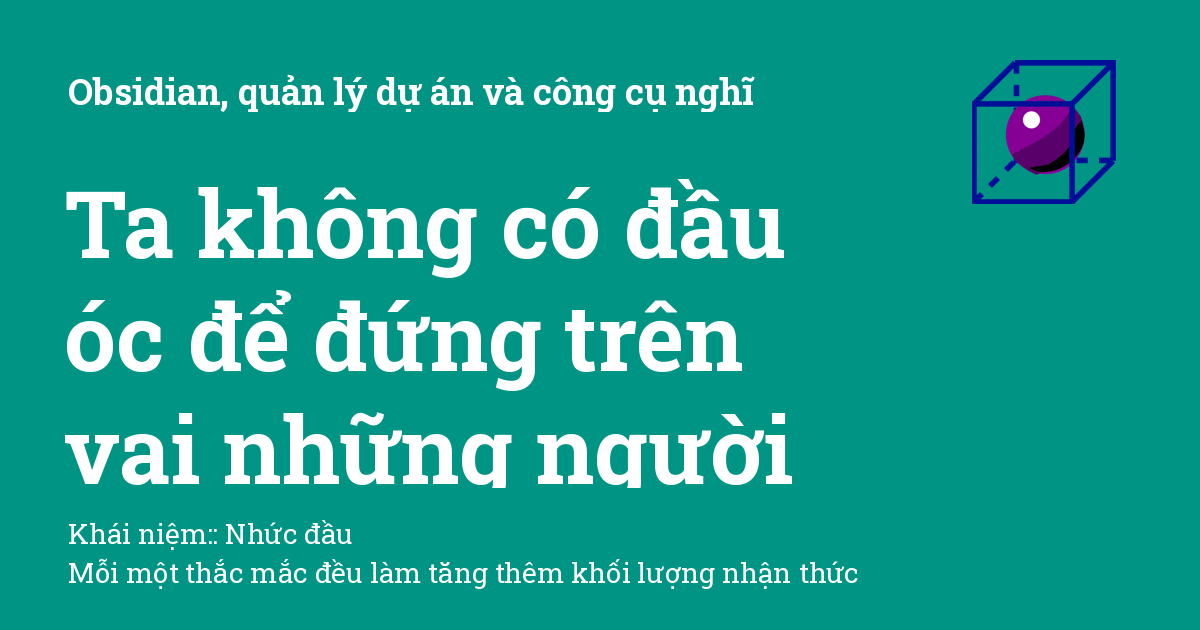 Obsidian, quản lý dự án và công cụ nghĩ
Ta không có đầu
óc để đứng trên
vai những người
Khái niệm:: Nhức đầu
Mỗi một thắc mắc đều làm tăng thêm khối lượng nhận thức